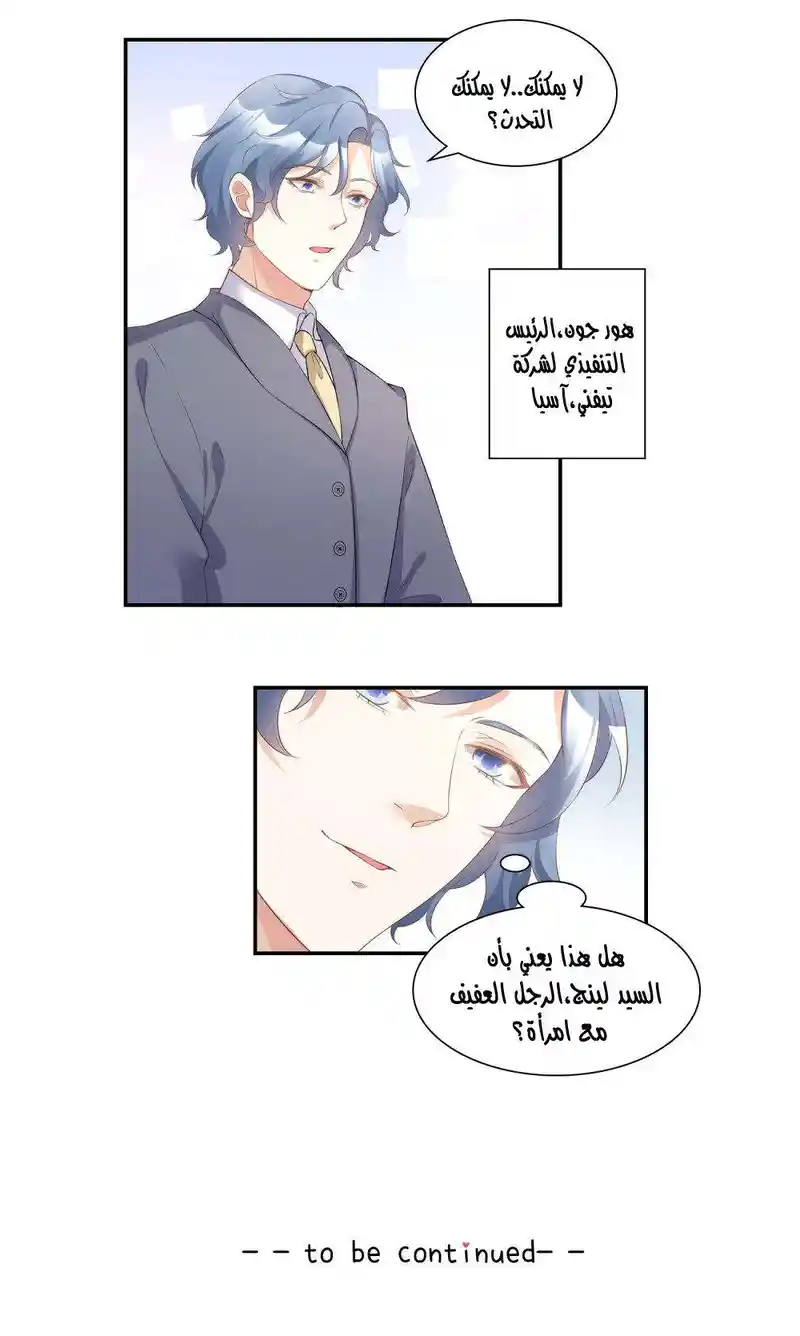 لا يمكنك..لا يمكنك
التحدث؟
هور جون،الرئيس
التنفيذي لشركة
تيفني،آسيا
هل هذا يعني بأن
السيد لينج،الرجل العفيف
مع امرأة؟
- - to be continued- -